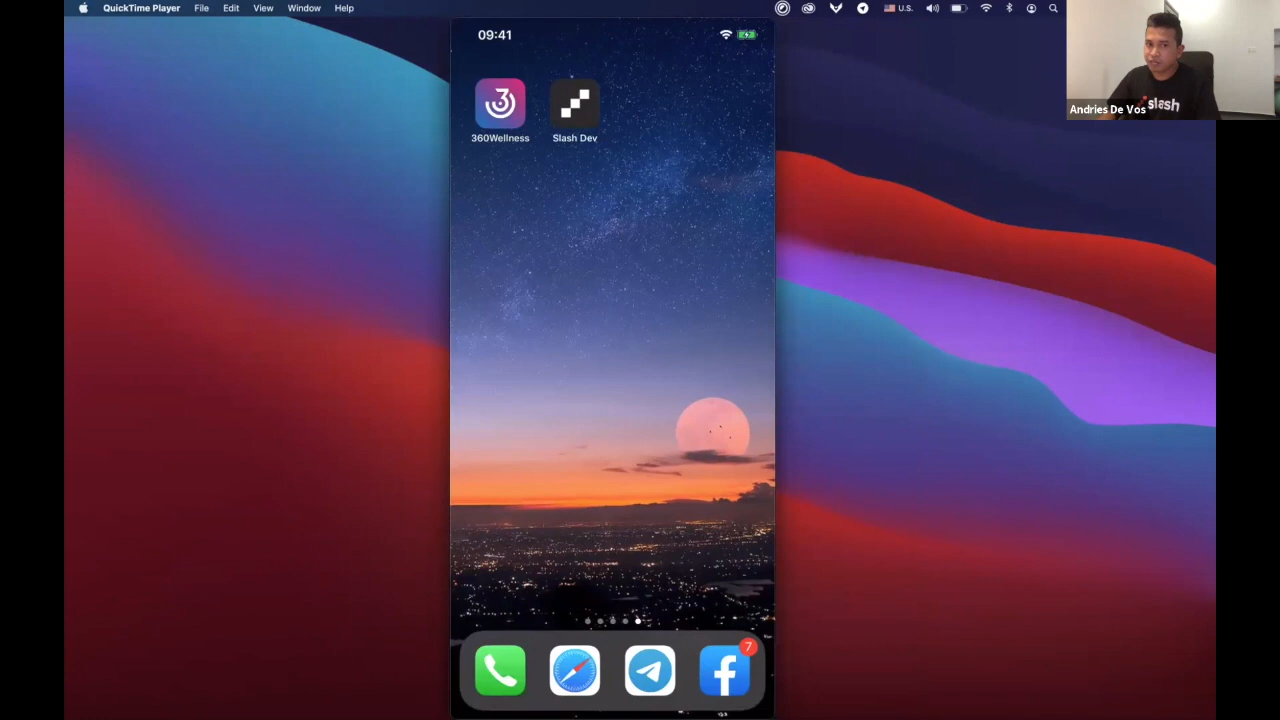 QuickTime Player File Edit View Window Help U.S.
09:41
360Wellness Slash Dev
slash
Andries De Vos
7